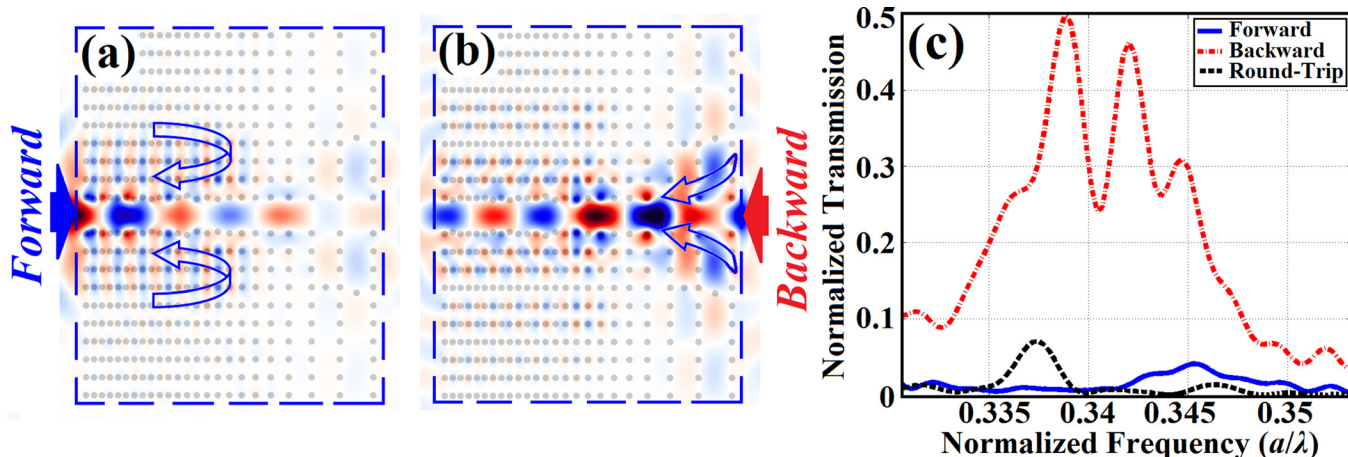 (a)
Forward
(b)
Backward
(c)
Normalized Transmission
0.5
0.4
0.3
0.2
0.1
0
Forward
Backward
Round-Trip
0.335
0.34
0.345
0.35
Normalized Frequency (a/λ)